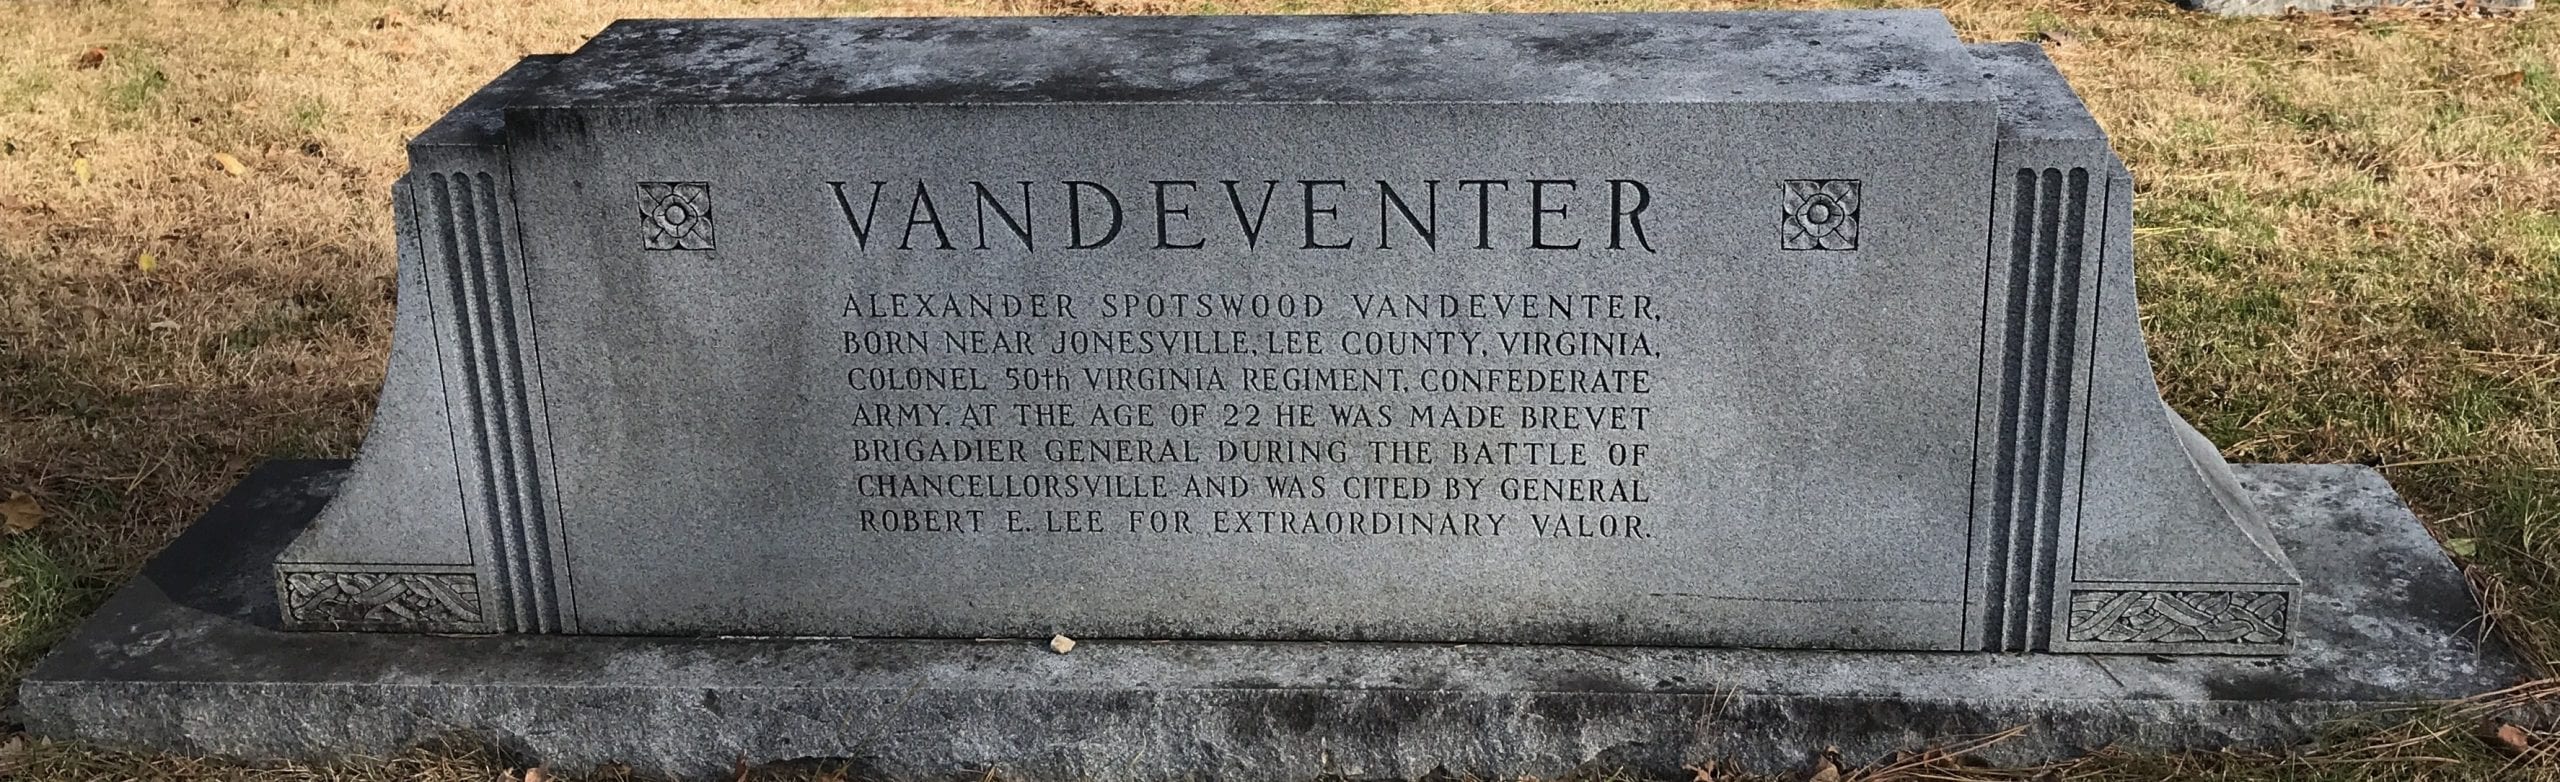 VANDEVENTER
ALEXANDER SPOTSWOOD VANDEVENTER,
BORN NEAR JONESVILLE, LEE COUNTY, VIRGINIA,
COLONEL 50th VIRGINIA REGIMENT, CONFEDERATE
ARMY. AT THE AGE OF 22 HE WAS MADE BREVET
BRIGADIER GENERAL DURING THE BATTLE OF
CHANCELLORSVILLE AND WAS CITED BY GENERAL
ROBERT E. LEE FOR EXTRAORDINARY VALOR.